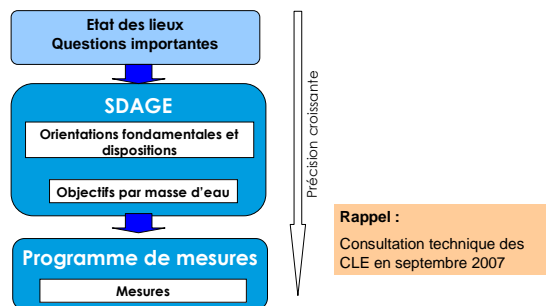 Etat des lieux
Questions importantes
SDAGE
Orientations fondamentales et
dispositions
Objectifs par masse d'eau
Programme de mesures
Mesures
Précision croissante
Rappel :
Consultation technique des
CLE en septembre 2007